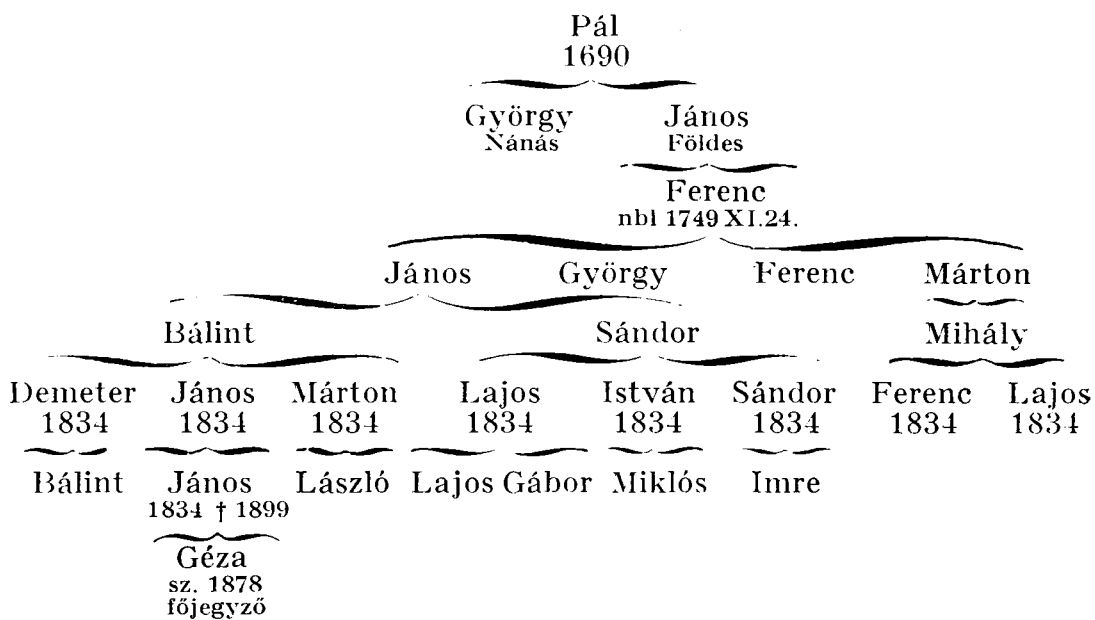 Pál
1690
György János
Nánás Földes
Ferenc
nbl 1749 XI.24.
János György Ferenc Márton
Bálint Sándor Mihály
Demeter János Márton Lajos István Sándor Ferenc Lajos
1834 1834 1834 1834 1834 1834 1834 1834
Bálint János László Lajos Gábor Miklós Imre
1834 † 1899
Géza
sz. 1878
főjegyző